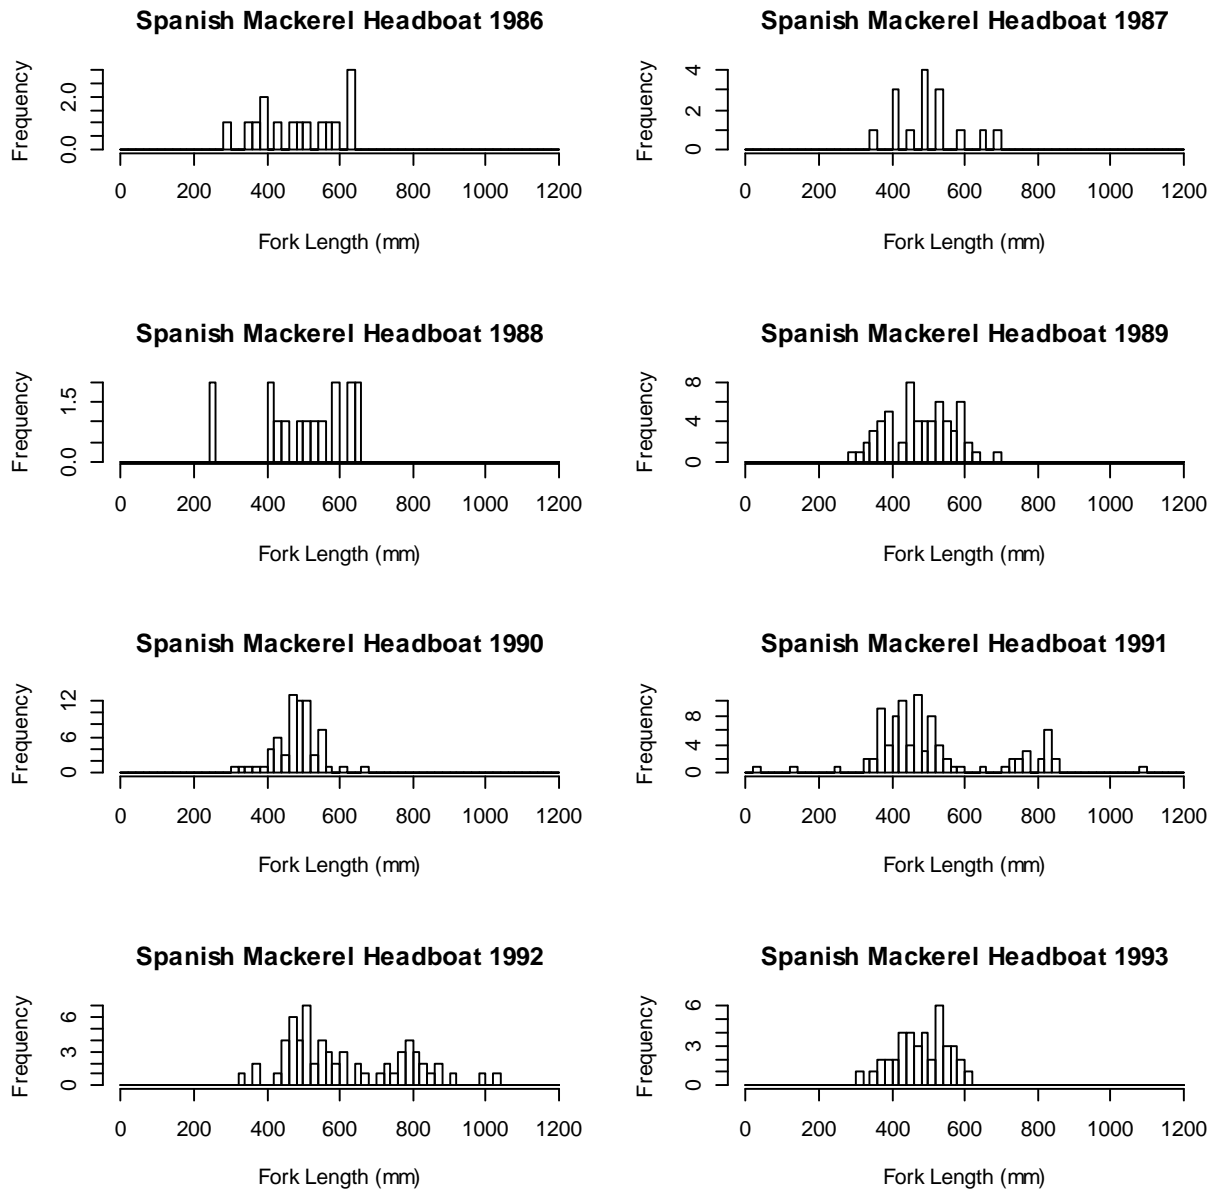 Spanish Mackerel Headboat 1986
Frequency
0.0 2.0
0 200 400 600 800 1000 1200
Fork Length (mm)
Spanish Mackerel Headboat 1987
Frequency
0 2 4
0 200 400 600 800 1000 1200
Fork Length (mm)
Spanish Mackerel Headboat 1988
Frequency
0.0 1.5
0 200 400 600 800 1000 1200
Fork Length (mm)
Spanish Mackerel Headboat 1989
Frequency
0 4 8
0 200 400 600 800 1000 1200
Fork Length (mm)
Spanish Mackerel Headboat 1990
Frequency
0 6 12
0 200 400 600 800 1000 1200
Fork Length (mm)
Spanish Mackerel Headboat 1991
Frequency
0 4 8
0 200 400 600 800 1000 1200
Fork Length (mm)
Spanish Mackerel Headboat 1992
Frequency
0 3 6
0 200 400 600 800 1000 1200
Fork Length (mm)
Spanish Mackerel Headboat 1993
Frequency
0 3 6
0 200 400 600 800 1000 1200
Fork Length (mm)